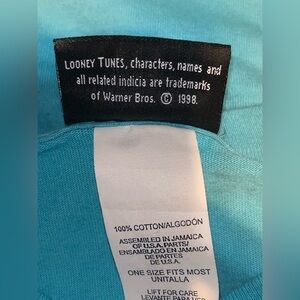 LOONEY TUNES, characters, names and
all related indicia are trademarks
of Warner Bros. © 1998.
100% COTTON/ALGODÓN
ASSEMBLED IN JAMAICA
OF U.S.A. PARTS/
ENSAMBLADO EN JAMAICA
DE PARTES
DE U.S.A.
ONE SIZE FITS MOST
UNITALLA
LIFT FOR CARE
LEVANTE PARA VER